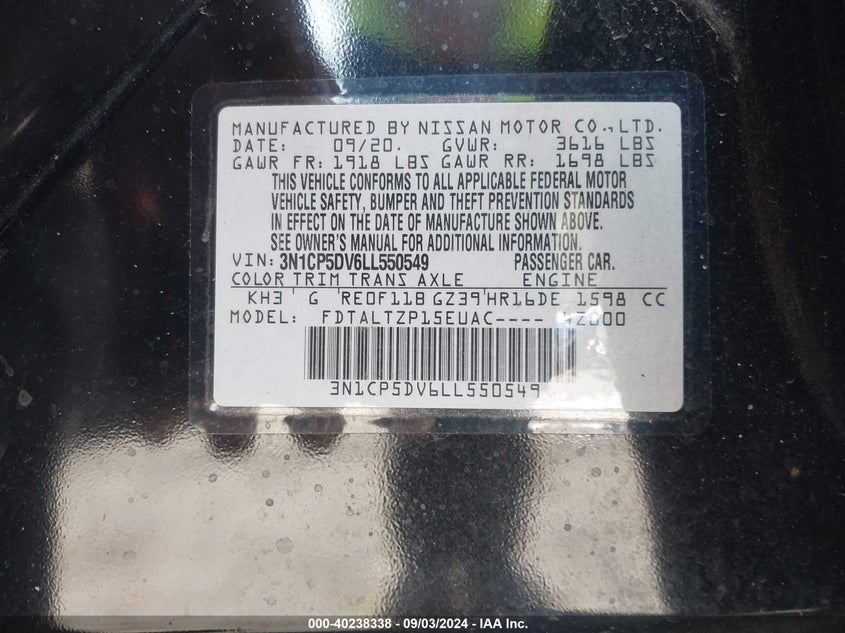 MANUFACTURED BY NISSAN MOTOR CO., LTD.
DATE: 09/20. GVWR: 3616 LBS
GAWR FR: 1918 LBS GAWR RR: 1698 LBS
THIS VEHICLE CONFORMS TO ALL APPLICABLE FEDERAL MOTOR
VEHICLE SAFETY, BUMPER AND THEFT PREVENTION STANDARDS
IN EFFECT ON THE DATE OF MANUFACTURE SHOWN ABOVE.
SEE OWNER'S MANUAL FOR ADDITIONAL INFORMATION.
VIN: 3N1CP5DV6LL550549 PASSENGER CAR.
COLOR TRIM TRANS AXLE ENGINE
KH3 G RE0F11B GZ39 HR16DE 1598 CC
MODEL: FDTALTZP15EUAC----
3N1CP5DV6LL550549
000-40238338 - 09/03/2024 - IAA Inc.